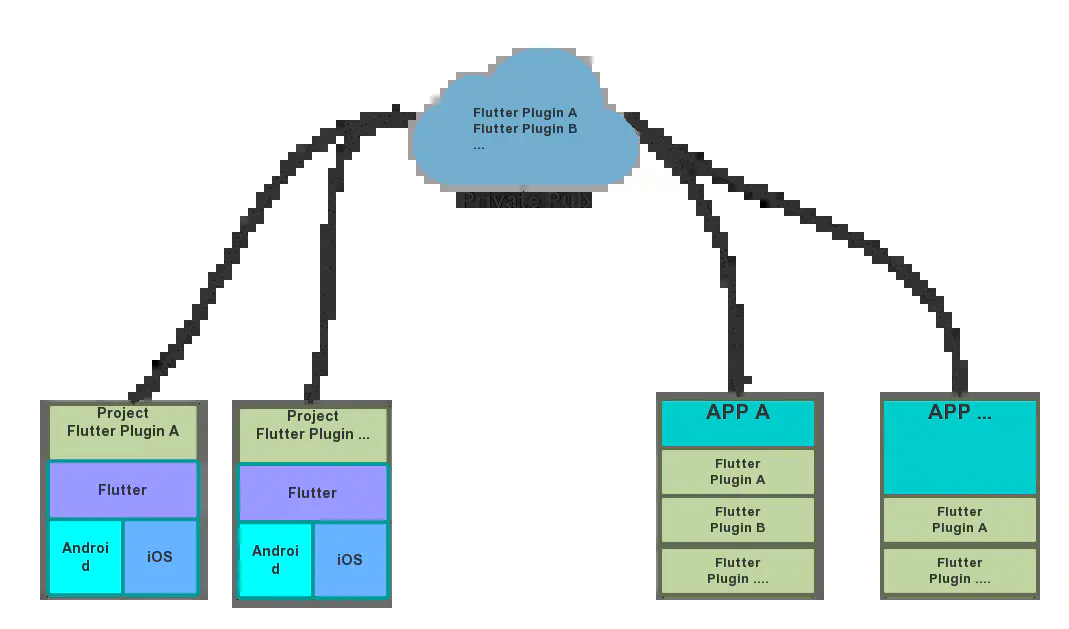 Flutter Plugin A
Flutter Plugin B
...
Private Pub
Project
Flutter Plugin A
Flutter
Androi
d
iOS
Project
Flutter Plugin ...
Flutter
Androi
d
iOS
APP A
Flutter
Plugin A
Flutter
Plugin B
Flutter
Plugin ....
APP ...
Flutter
Plugin A
Flutter
Plugin ....